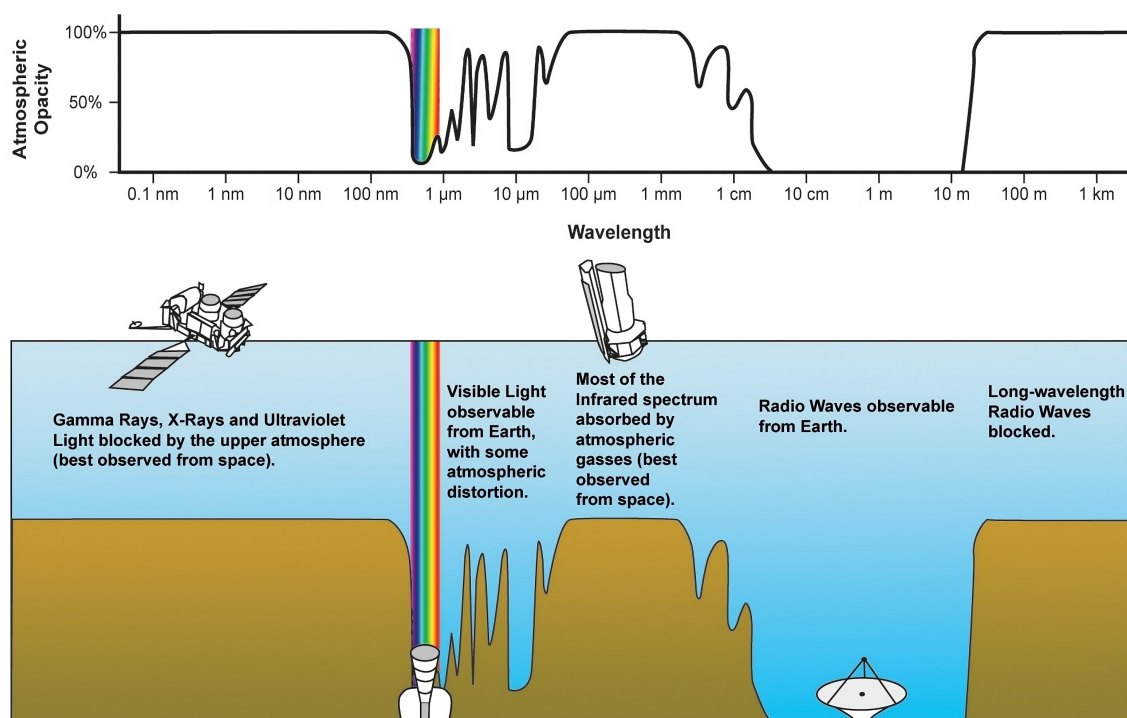 Atmospheric
Opacity
100%
50%
0%
0.1 nm
1 nm
10 nm
100 nm
1 µm
10 µm
100 µm
1 mm
1 cm
10 cm
1 m
10 m
100 m
1 km
Wavelength
Gamma Rays, X-Rays and Ultraviolet
Light blocked by the upper atmosphere
(best observed from space).
Visible Light
observable
from Earth,
with some
atmospheric
distortion.
Most of the
Infrared spectrum
absorbed by
atmospheric
gasses (best
observed
from space).
Radio Waves observable
from Earth.
Long-wavelength
Radio Waves
blocked.